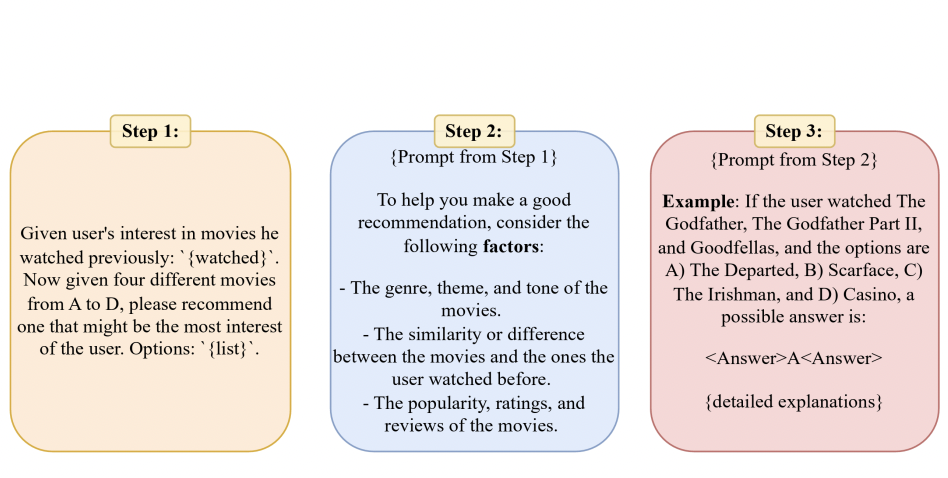 Step 1:
Given user's interest in movies he
watched previously: `{watched}`.
Now given four different movies
from A to D, please recommend
one that might be the most interest
of the user. Options: `{list}`.
Step 2:
{Prompt from Step 1}
To help you make a good
recommendation, consider the
following factors:
- The genre, theme, and tone of the
movies.
- The similarity or difference
between the movies and the ones the
user watched before.
- The popularity, ratings, and
reviews of the movies.
Step 3:
{Prompt from Step 2}
Example: If the user watched The
Godfather, The Godfather Part II,
and Goodfellas, and the options are
A) The Departed, B) Scarface, C)
The Irishman, and D) Casino, a
possible answer is:
<Answer>A<Answer>
{detailed explanations}